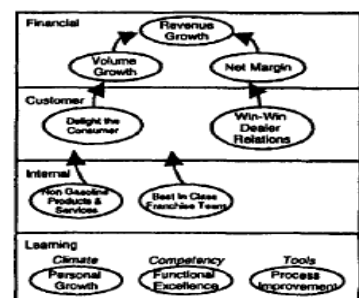 Financial
Revenue
Growth
Volume
Growth
Net Margin
Customer
Delight the
Consumer
Win-Win
Dealer
Relations
Internal
Non Gasoline
Products &
Services
Best in Class
Franchise Team
Learning
Climate
Competency
Tools
Personal
Growth
Functional
Excellence
Process
Improvement